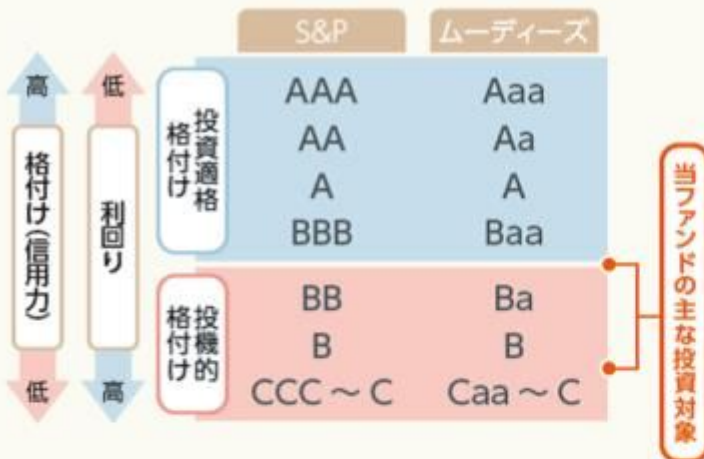 S&P ムーディーズ
高 低
格付け(信用力)
利回り
低 高
投資適格格付け
AAA Aaa
AA Aa
A A
BBB Baa
投機的格付け
BB Ba
B B
CCC ～ C Caa ～ C
当ファンドの主な投資対象